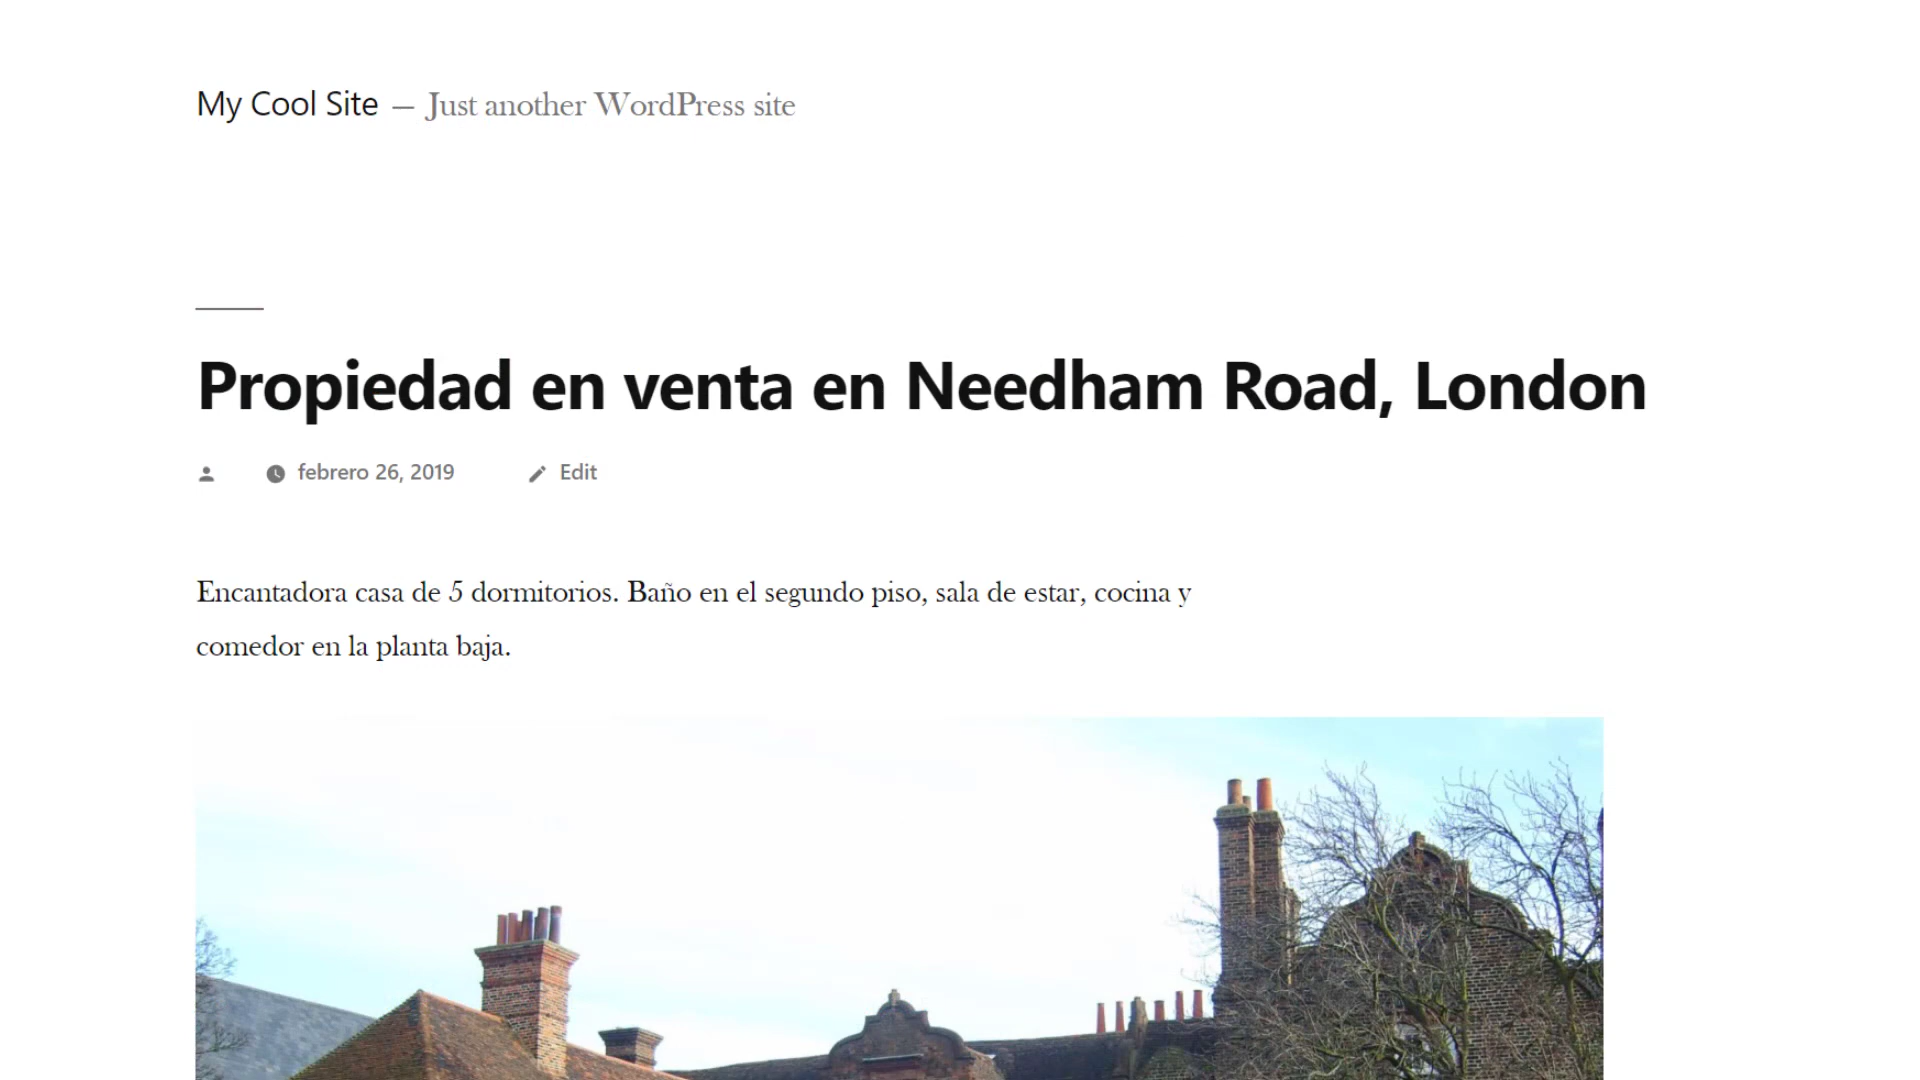 My Cool Site — Just another WordPress site
Propiedad en venta en Needham Road, London
febrero 26, 2019 Edit
Encantadora casa de 5 dormitorios. Baño en el segundo piso, sala de estar, cocina y
comedor en la planta baja.